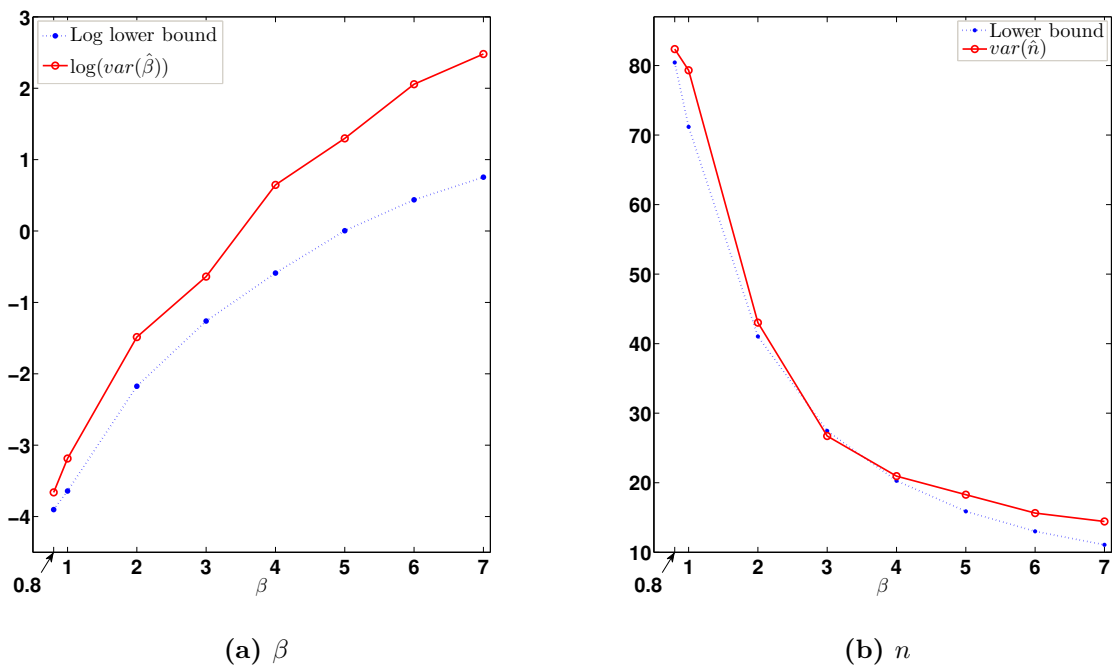 3
2
1
0
−1
−2
−3
−4
Log lower bound
log(var(β̂))
0.8
1 2 3 4 5 6 7
β
(a) β
80
70
60
50
40
30
20
10
Lower bound
var(n̂)
0.8
1 2 3 4 5 6 7
β
(b) n